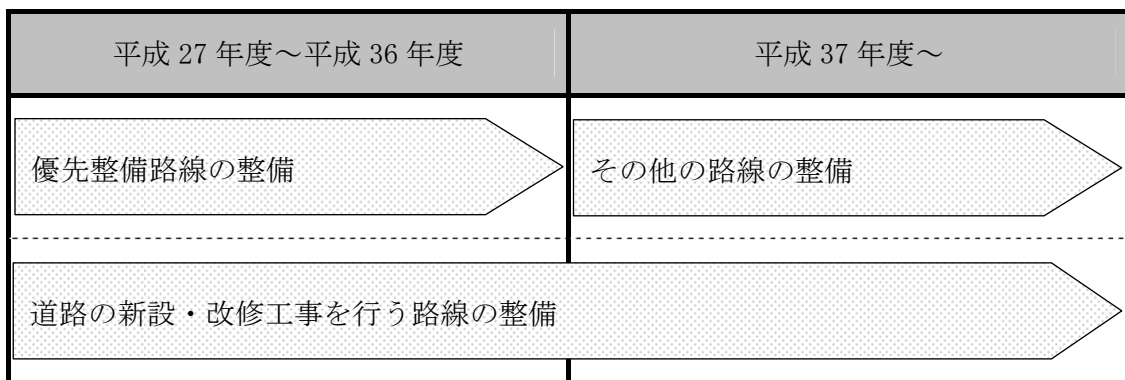 平成 27 年度～平成 36 年度
平成 37 年度～
優先整備路線の整備
その他の路線の整備
道路の新設・改修工事を行う路線の整備